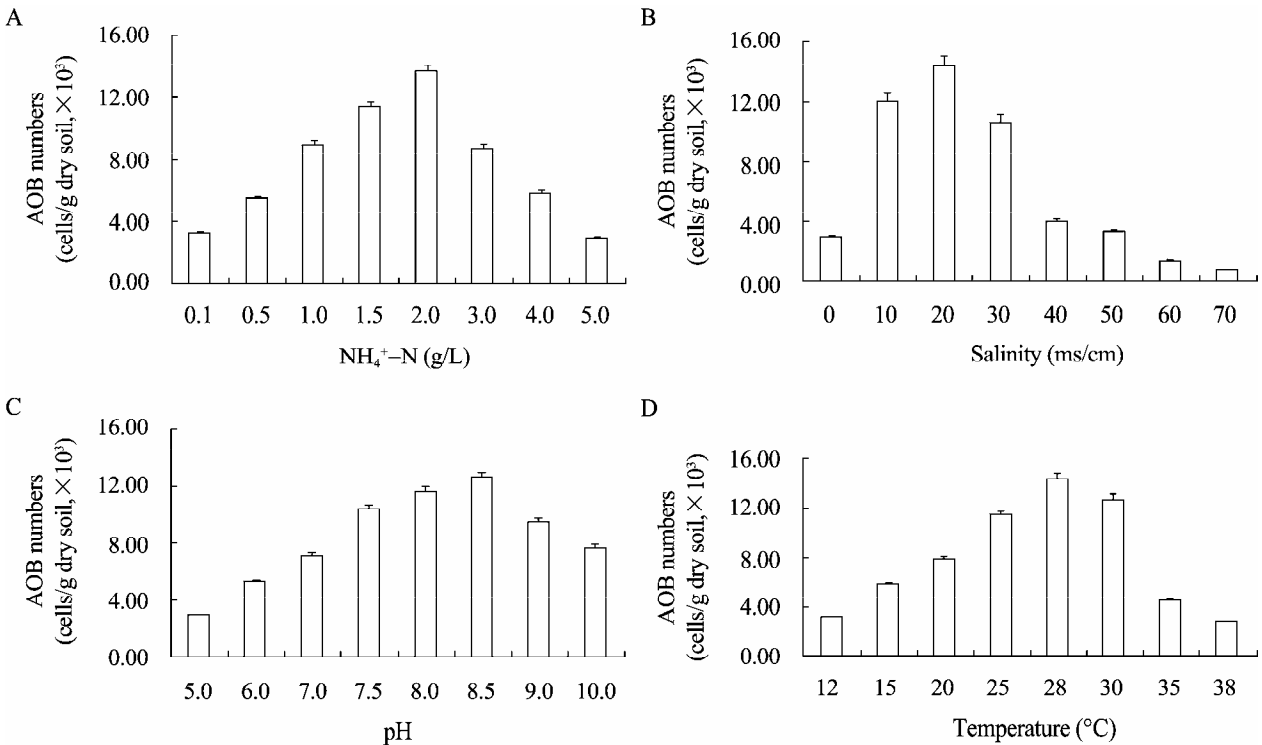 A
AOB numbers
(cells/g dry soil,×10³)
16.00
12.00
8.00
4.00
0.00
0.1 0.5 1.0 1.5 2.0 3.0 4.0 5.0
NH₄⁺–N (g/L)
B
AOB numbers
(cells/g dry soil,×10³)
16.00
12.00
8.00
4.00
0.00
0 10 20 30 40 50 60 70
Salinity (ms/cm)
C
AOB numbers
(cells/g dry soil,×10³)
16.00
12.00
8.00
4.00
0.00
5.0 6.0 7.0 7.5 8.0 8.5 9.0 10.0
pH
D
AOB numbers
(cells/g dry soil,×10³)
16.00
12.00
8.00
4.00
0.00
12 15 20 25 28 30 35 38
Temperature (°C)